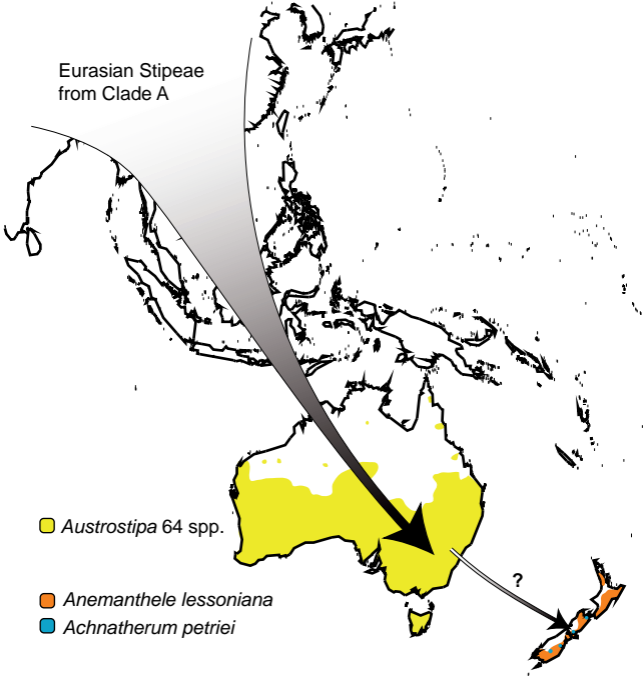 Eurasian Stipeae
from Clade A
Austrostipa 64 spp.
?
Anemanthele lessoniana
Achnatherum petriei